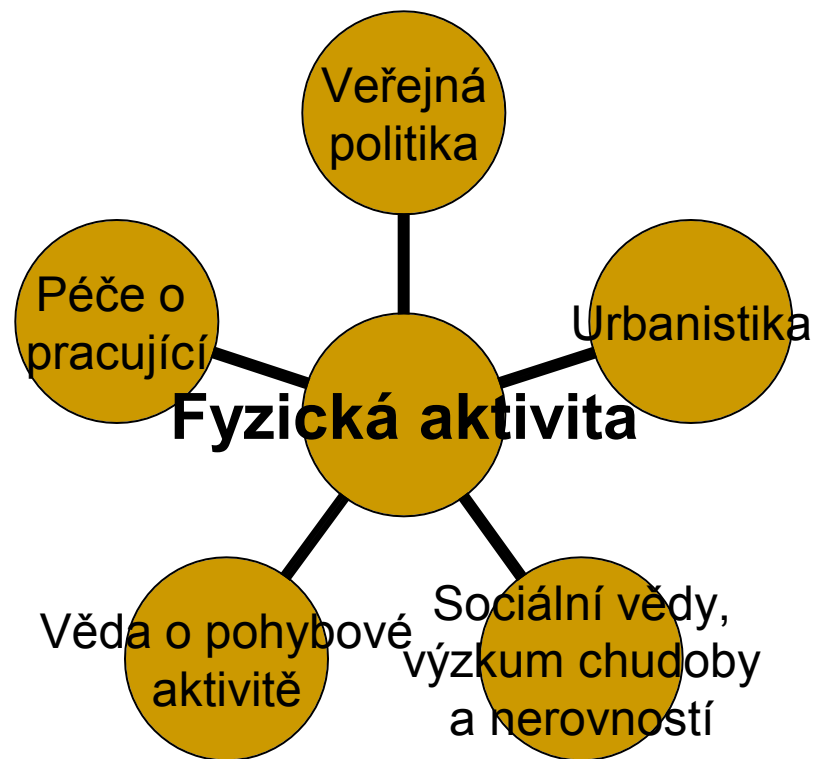 Veřejná
politika
Péče o
pracující
Urbanistika
Fyzická aktivita
Věda o pohybové
aktivitě
Sociální vědy,
výzkum chudoby
a nerovností